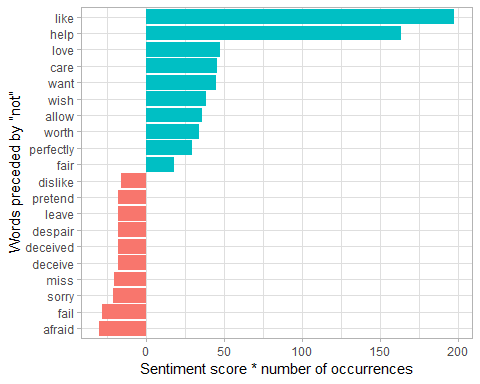 like
help
love
care
want
wish
allow
worth
perfectly
fair
dislike
pretend
leave
despair
deceived
deceive
miss
sorry
fail
afraid
Words preceded by "not"
0 50 100 150 200
Sentiment score * number of occurrences